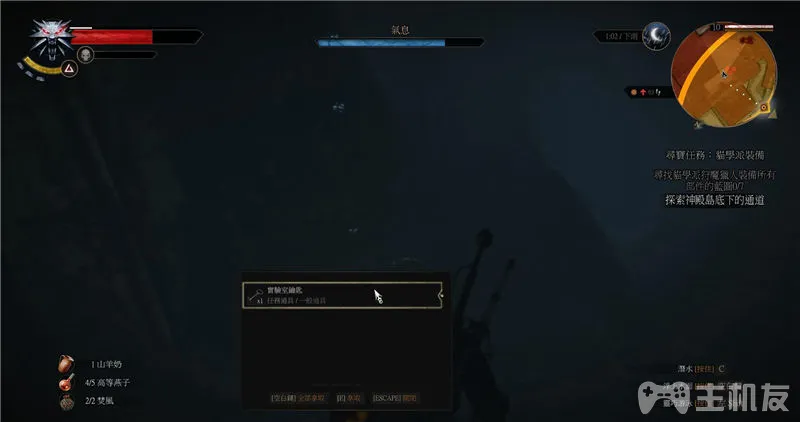 氣息
1:02 / 下雨
尋寶任務：貓學派裝備
尋找貓學派狩魔獵人裝備所有
部件的藍圖0/7
探索神殿島底下的通道
實驗室鑰匙
x1 任務道具 / 一般道具
1 山羊奶
4/5 高等燕子
2/2 焚風
[空白鍵] 全部拿取 [E] 拿取 [ESCAPE] 關閉
潛水 [按住] C
主机友